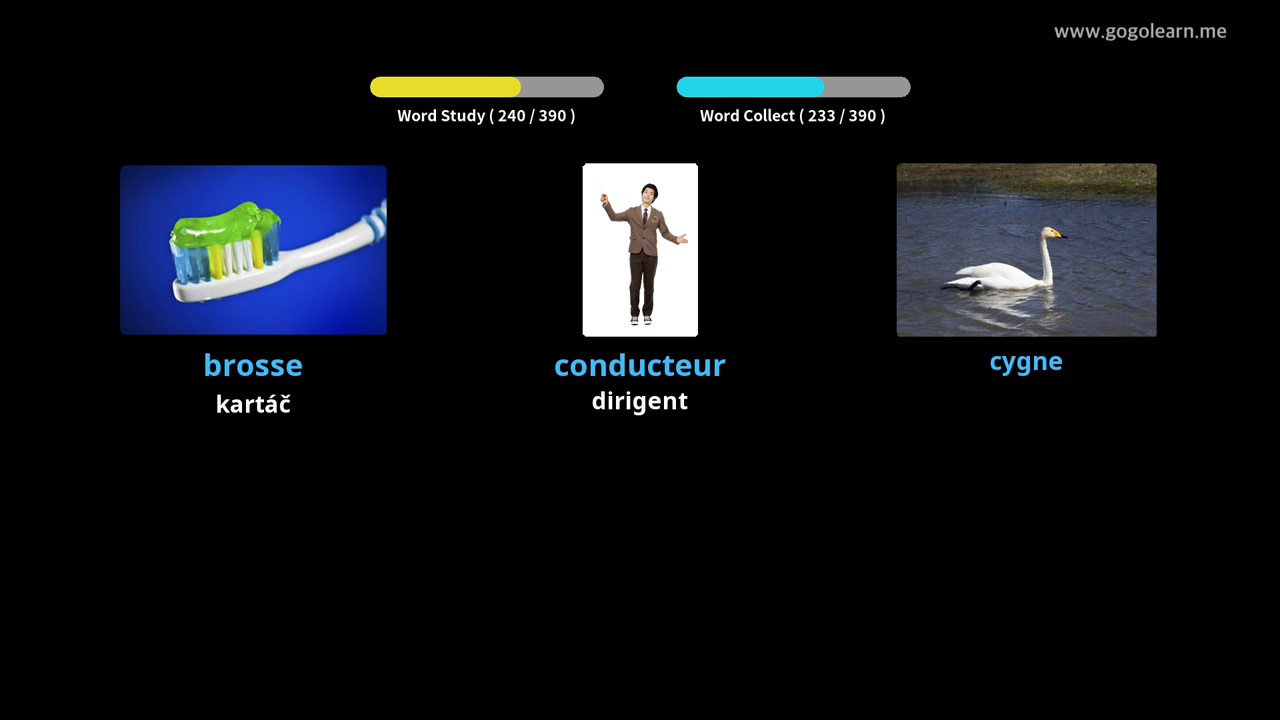 www.gogolearn.me
Word Study ( 240 / 390 )
Word Collect ( 233 / 390 )
brosse
kartáč
conducteur
dirigent
cygne